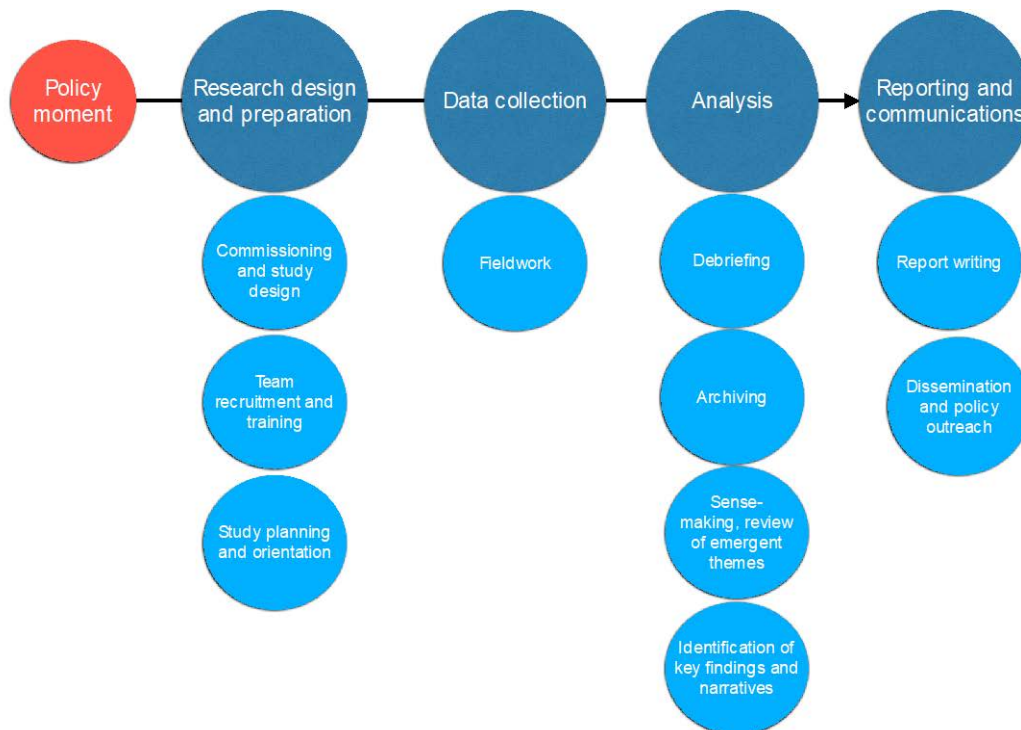 Policy
moment
Research design
and preparation
Data collection
Analysis
Reporting and
communications
Commissioning
and study
design
Team
recruitment and
training
Study planning
and orientation
Fieldwork
Debriefing
Archiving
Sense-
making, review
of emergent
themes
Identification of
key findings and
narratives
Report writing
Dissemination
and policy
outreach